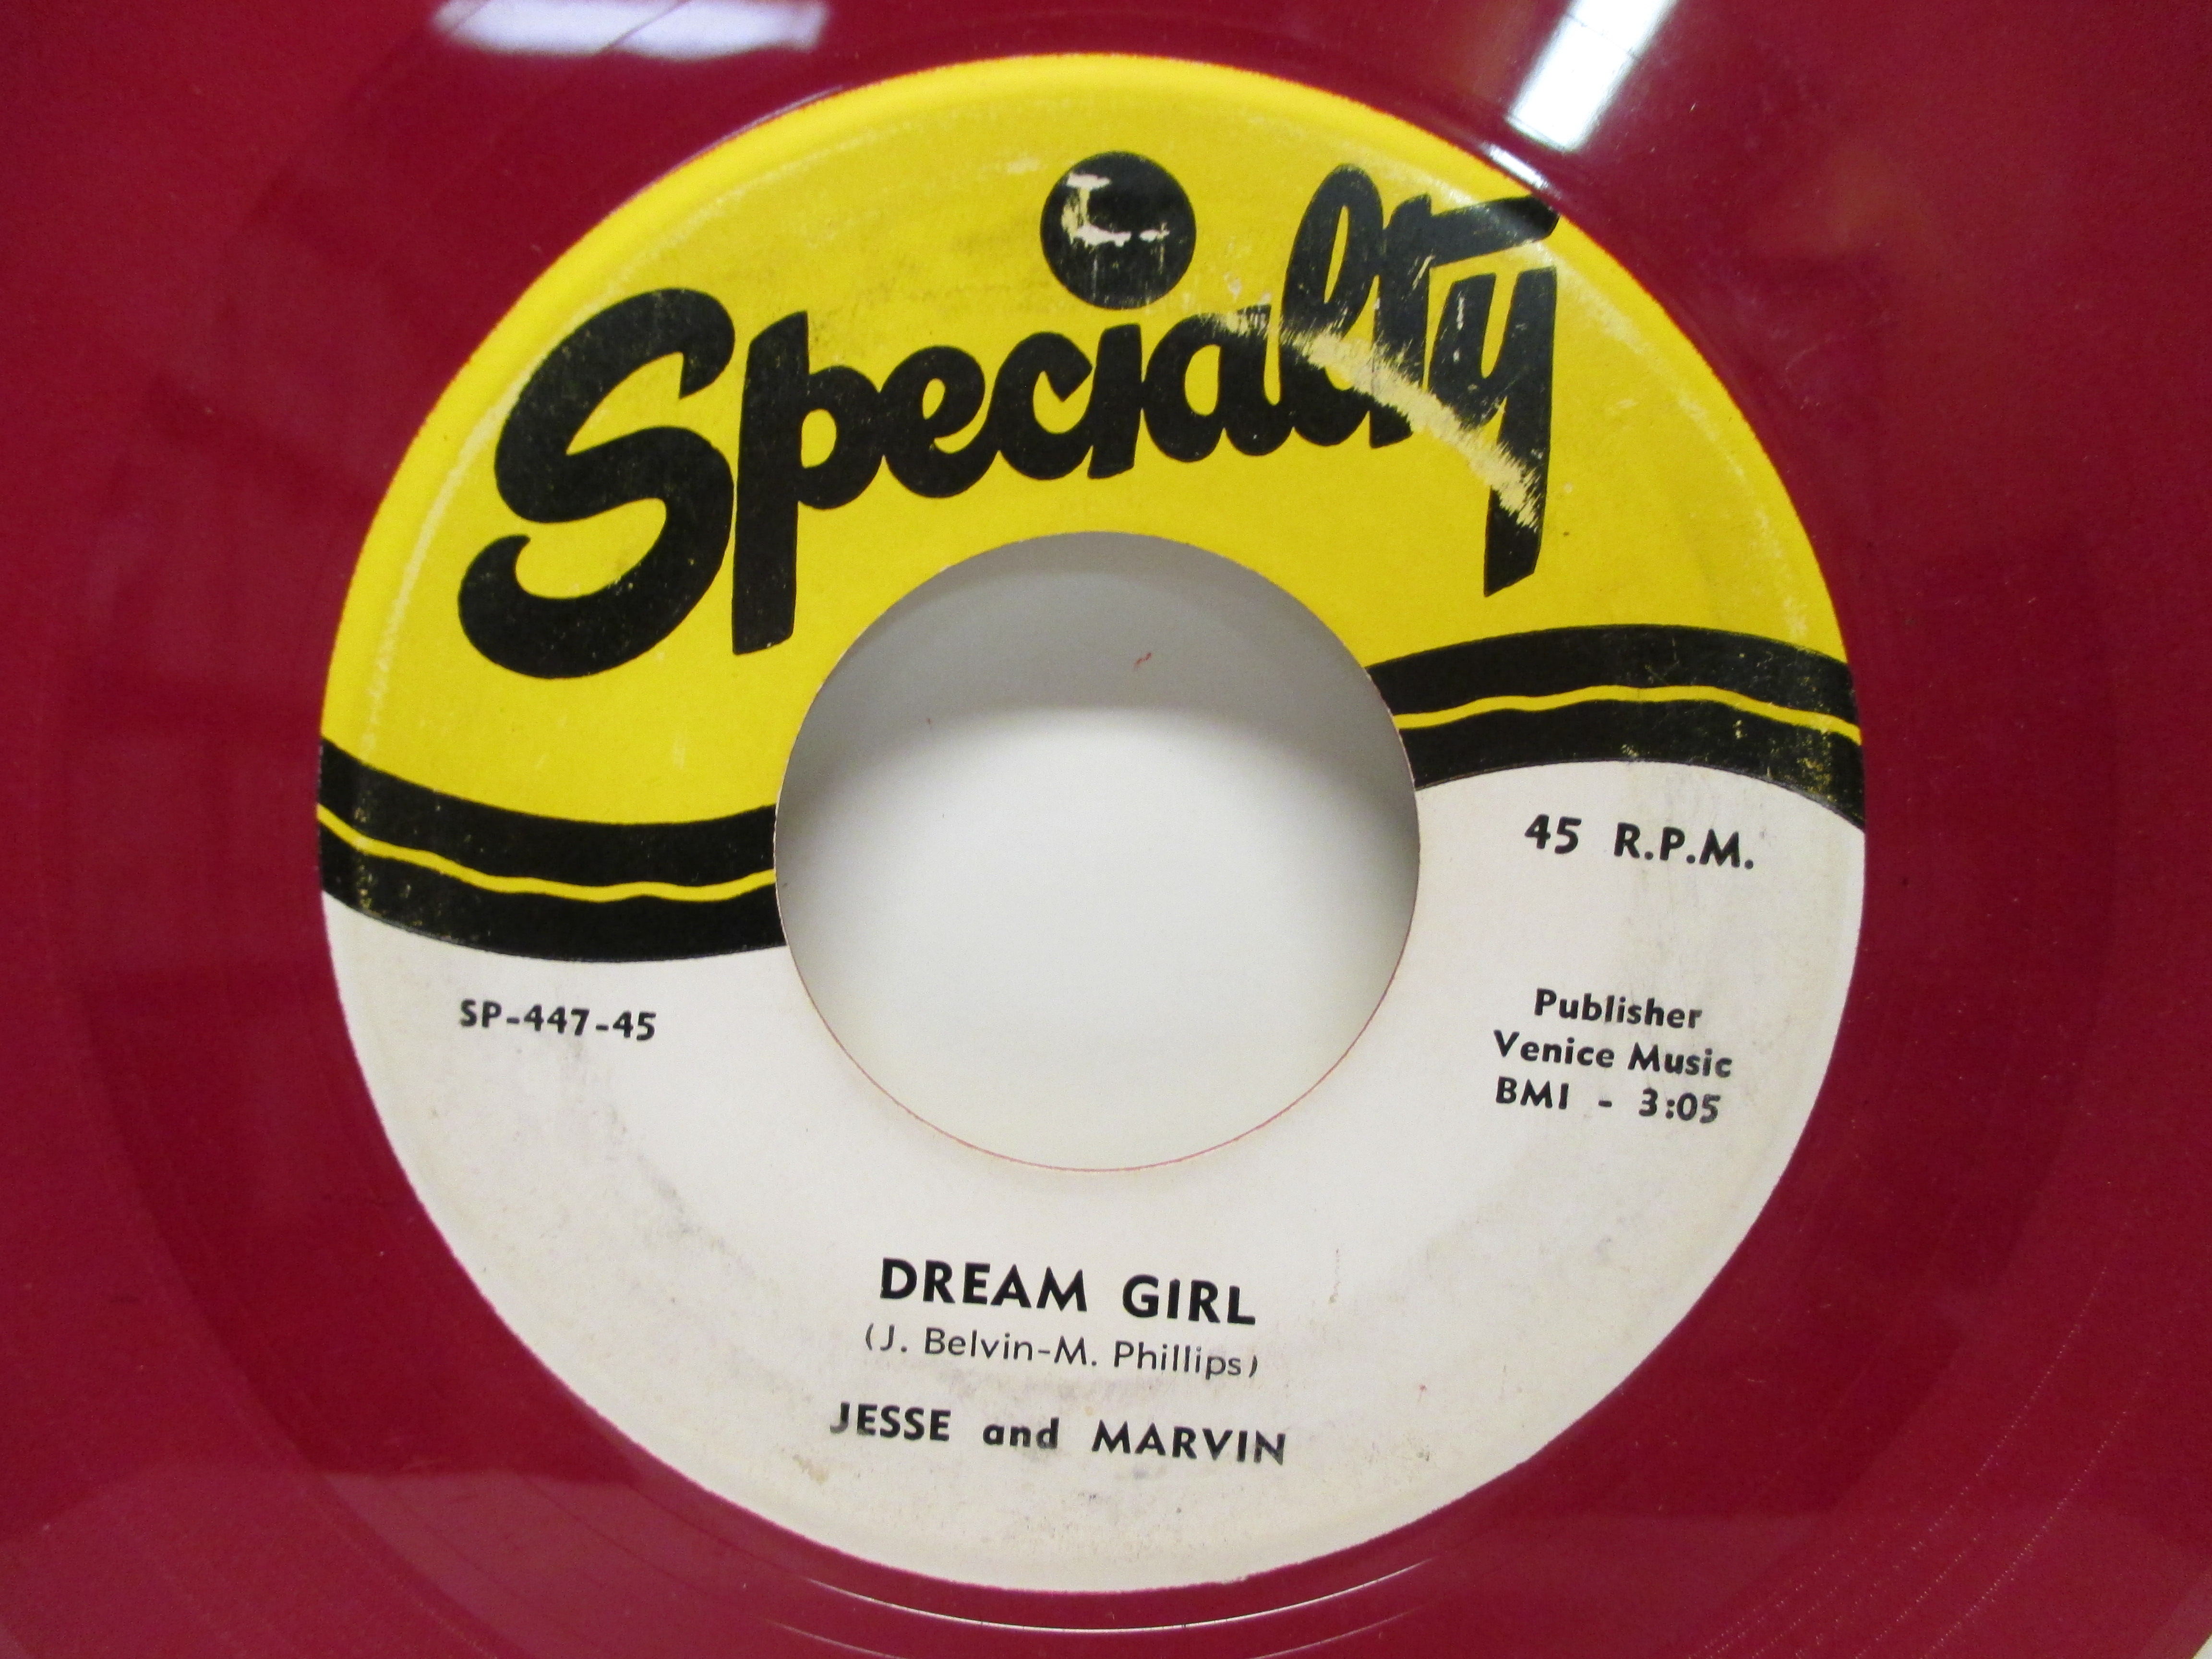 Specialty
45 R.P.M.
SP-447-45
Publisher
Venice Music
BMI - 3:05
DREAM GIRL
(J. Belvin-M. Phillips)
JESSE and MARVIN